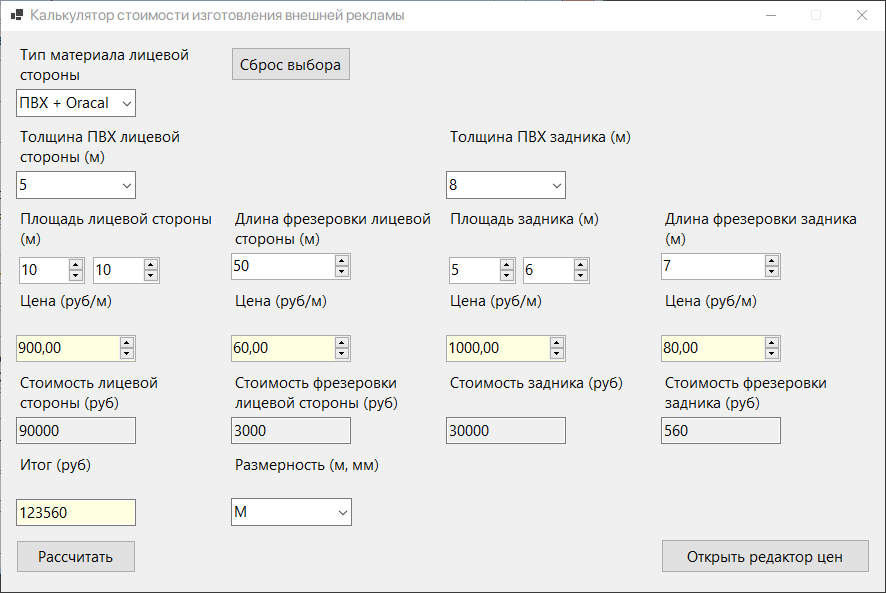 Калькулятор стоимости изготовления внешней рекламы
Тип материала лицевой
стороны
Сброс выбора
ПВХ + Oracal
Толщина ПВХ лицевой
стороны (м)
Толщина ПВХ задника (м)
5
8
Площадь лицевой стороны
(м)
Длина фрезеровки лицевой
стороны (м)
Площадь задника (м)
Длина фрезеровки задника
(м)
10
10
50
5
6
7
Цена (руб/м)
Цена (руб/м)
Цена (руб/м)
Цена (руб/м)
900,00
60,00
1000,00
80,00
Стоимость лицевой
стороны (руб)
Стоимость фрезеровки
лицевой стороны (руб)
Стоимость задника (руб)
Стоимость фрезеровки
задника (руб)
90000
3000
30000
560
Итог (руб)
Размерность (м, мм)
123560
М
Рассчитать
Открыть редактор цен